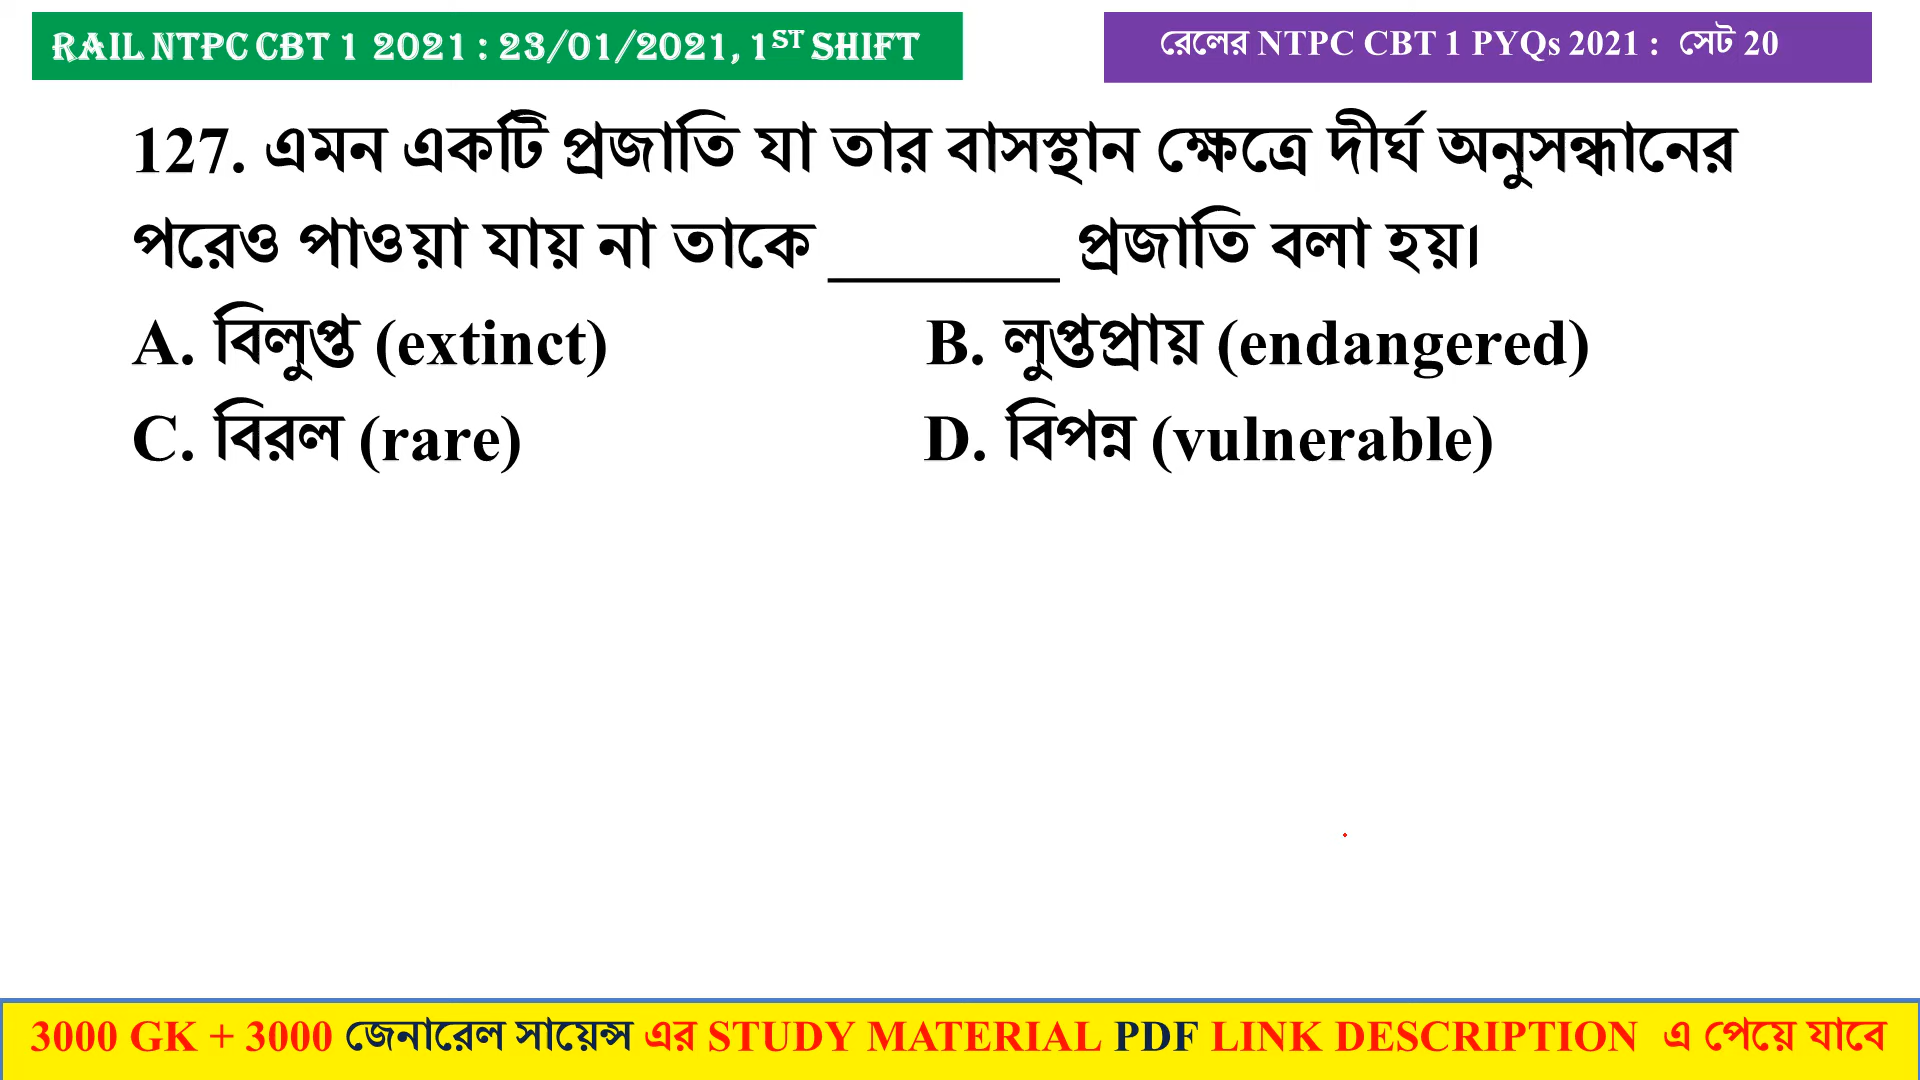 RAIL NTPC CBT 1 2021 : 23/01/2021, 1ST SHIFT
রেলের NTPC CBT 1 PYQs 2021 : সেট 20
127. এমন একটি প্রজাতি যা তার বাসস্থান ক্ষেত্রে দীর্ঘ অনুসন্ধানের
পরেও পাওয়া যায় না তাকে _______ প্রজাতি বলা হয়।
A. বিলুপ্ত (extinct) B. লুপ্তপ্রায় (endangered)
C. বিরল (rare) D. বিপন্ন (vulnerable)
3000 GK + 3000 জেনারেল সায়েন্স এর STUDY MATERIAL PDF LINK DESCRIPTION এ পেয়ে যাবে